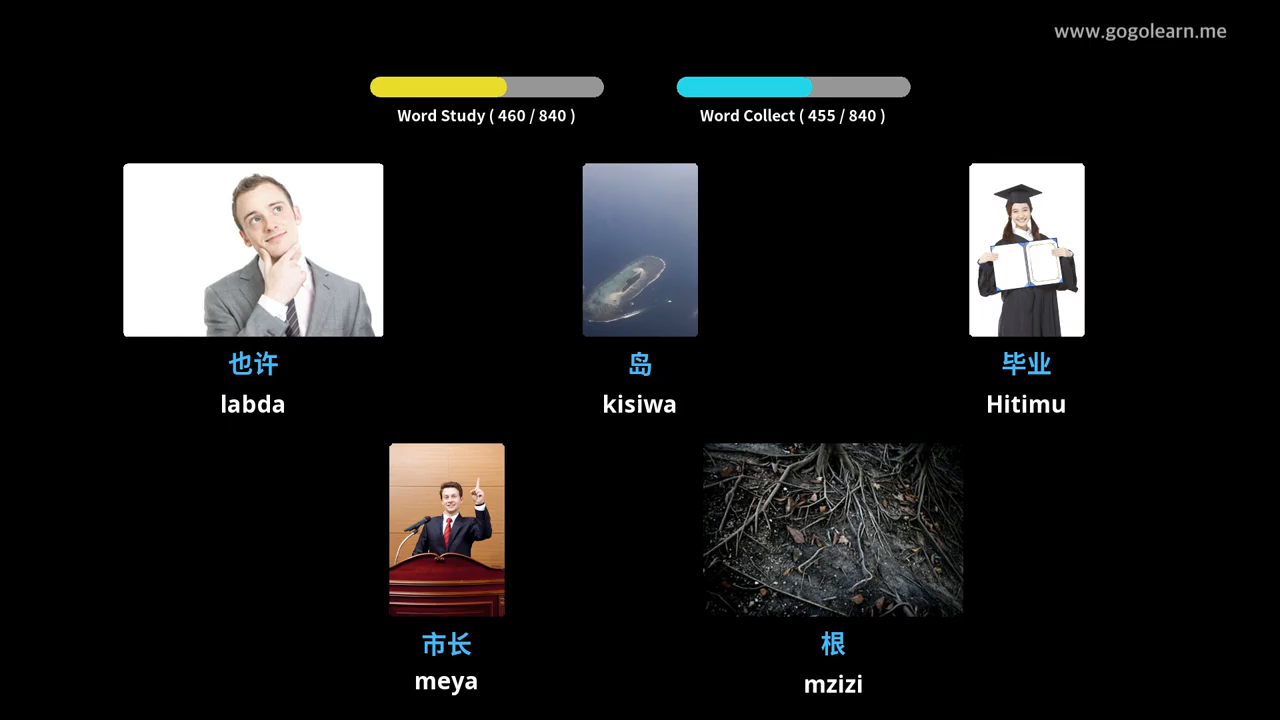 www.gogolearn.me
Word Study ( 460 / 840 )
Word Collect ( 455 / 840 )
也许
labda
岛
kisiwa
毕业
Hitimu
市长
meya
根
mzizi